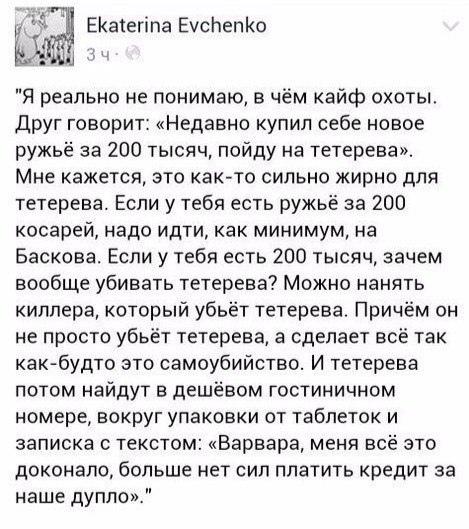 Ekaterina Evchenko
3 ч ·
"Я реально не понимаю, в чём кайф охоты.
Друг говорит: «Недавно купил себе новое
ружьё за 200 тысяч, пойду на тетерева».
Мне кажется, это как-то сильно жирно для
тетерева. Если у тебя есть ружьё за 200
косарей, надо идти, как минимум, на
Баскова. Если у тебя есть 200 тысяч, зачем
вообще убивать тетерева? Можно нанять
киллера, который убьёт тетерева. Причём он
не просто убьёт тетерева, а сделает всё так
как-будто это самоубийство. И тетерева
потом найдут в дешёвом гостиничном
номере, вокруг упаковки от таблеток и
записка с текстом: «Варвара, меня всё это
доконало, больше нет сил платить кредит за
наше дупло»."